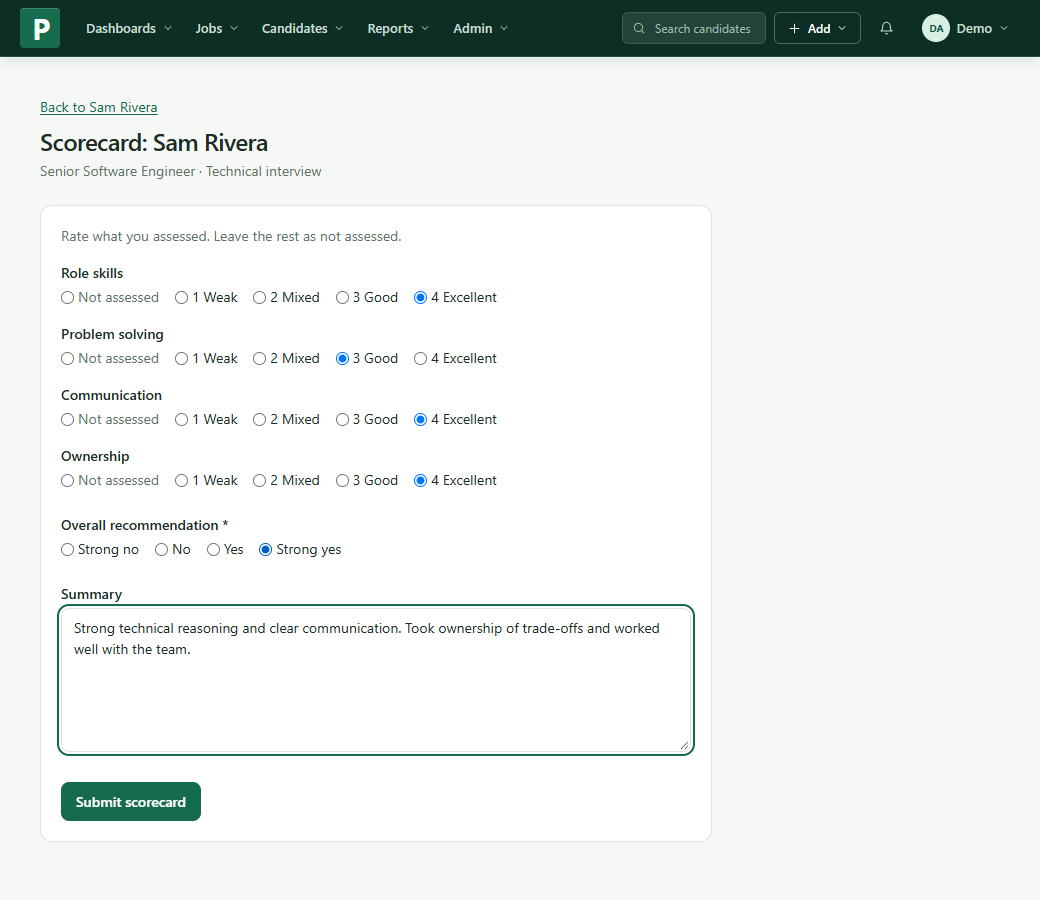 P Dashboards Jobs Candidates Reports Admin Search candidates + Add DA Demo
Back to Sam Rivera
Scorecard: Sam Rivera
Senior Software Engineer · Technical interview
Rate what you assessed. Leave the rest as not assessed.
Role skills
Not assessed 1 Weak 2 Mixed 3 Good 4 Excellent
Problem solving
Not assessed 1 Weak 2 Mixed 3 Good 4 Excellent
Communication
Not assessed 1 Weak 2 Mixed 3 Good 4 Excellent
Ownership
Not assessed 1 Weak 2 Mixed 3 Good 4 Excellent
Overall recommendation *
Strong no No Yes Strong yes
Summary
Strong technical reasoning and clear communication. Took ownership of trade-offs and worked
well with the team.
Submit scorecard